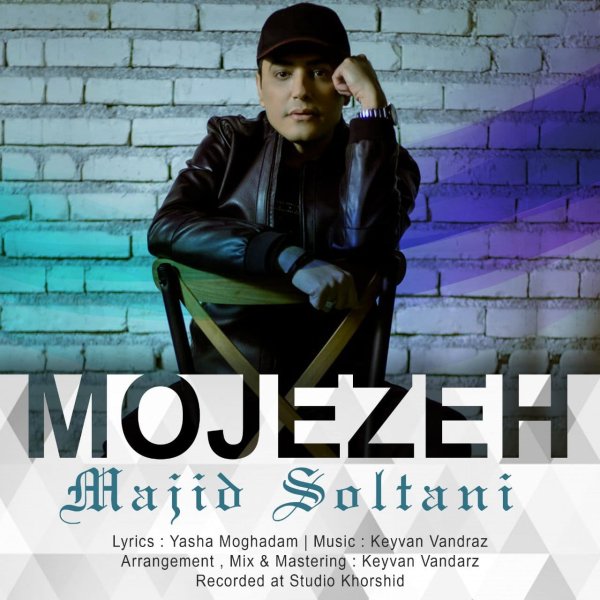 MOJEZEH
Majid Soltani
Lyrics : Yasha Moghadam | Music : Keyvan Vandraz
Arrangement , Mix & Mastering : Keyvan Vandarz
Recorded at Studio Khorshid